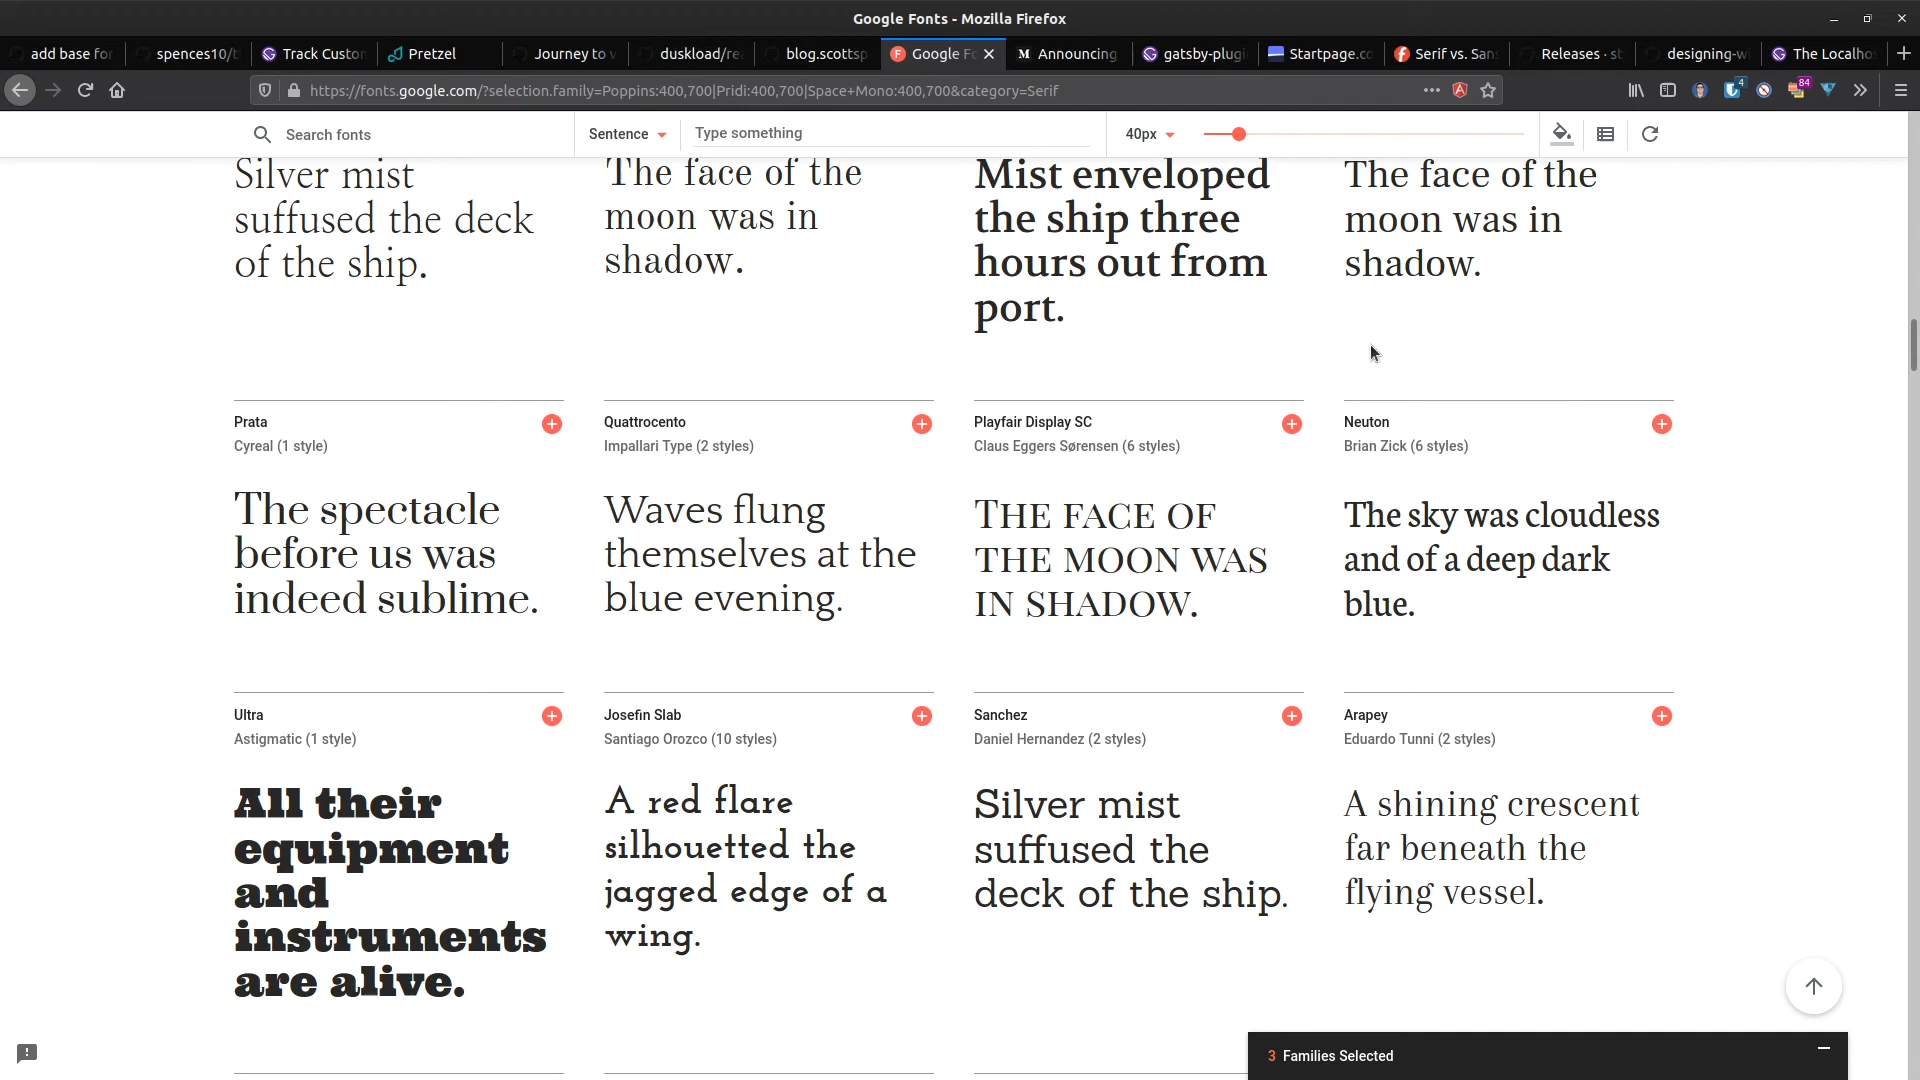 Google Fonts - Mozilla Firefox
add base for
spences10/t
Track Custom
Pretzel
Journey to v
duskload/re
blog.scottsp
Google Fo
Announcing
gatsby-plugi
Startpage.co
Serif vs. San
Releases · st
designing-w
The Localho
https://fonts.google.com/?selection.family=Poppins:400,700|Pridi:400,700|Space+Mono:400,700&category=Serif
4
84
Search fonts
Sentence
Type something
40px
Silver mist
suffused the deck
of the ship.
The face of the
moon was in
shadow.
Mist enveloped
the ship three
hours out from
port.
The face of the
moon was in
shadow.
Prata
Cyreal (1 style)
The spectacle
before us was
indeed sublime.
Quattrocento
Impallari Type (2 styles)
Waves flung
themselves at the
blue evening.
Playfair Display SC
Claus Eggers Sørensen (6 styles)
The face of
the moon was
in shadow.
Neuton
Brian Zick (6 styles)
The sky was cloudless
and of a deep dark
blue.
Ultra
Astigmatic (1 style)
All their
equipment
and
instruments
are alive.
Josefin Slab
Santiago Orozco (10 styles)
A red flare
silhouetted the
jagged edge of a
wing.
Sanchez
Daniel Hernandez (2 styles)
Silver mist
suffused the
deck of the ship.
Arapey
Eduardo Tunni (2 styles)
A shining crescent
far beneath the
flying vessel.
3 Families Selected